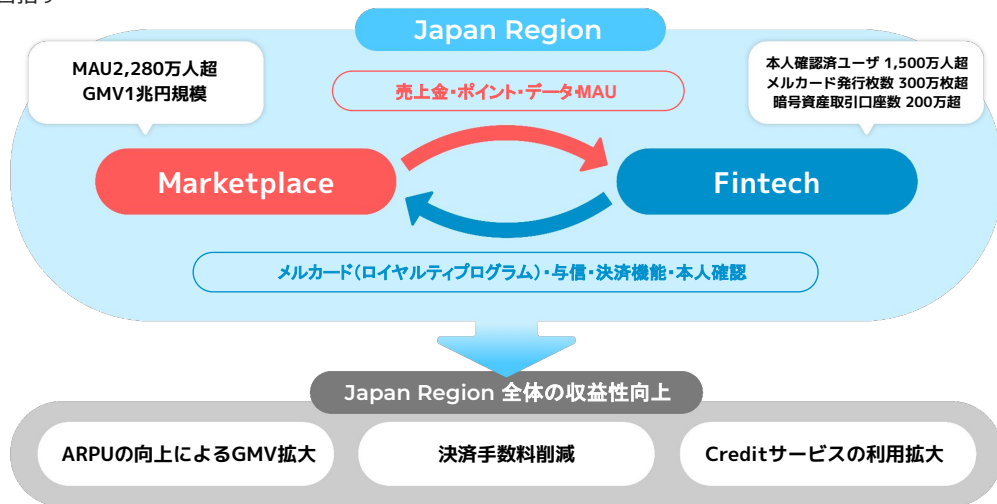 Japan Region
MAU2,280万人超
GMV1兆円規模
本人確認済ユーザ 1,500万人超
メルカード発行枚数 300万枚超
暗号資産取引口座数 200万超
売上金・ポイント・データ・MAU
Marketplace
Fintech
メルカード(ロイヤルティプログラム)・与信・決済機能・本人確認
Japan Region 全体の収益性向上
ARPUの向上によるGMV拡大
決済手数料削減
Creditサービスの利用拡大